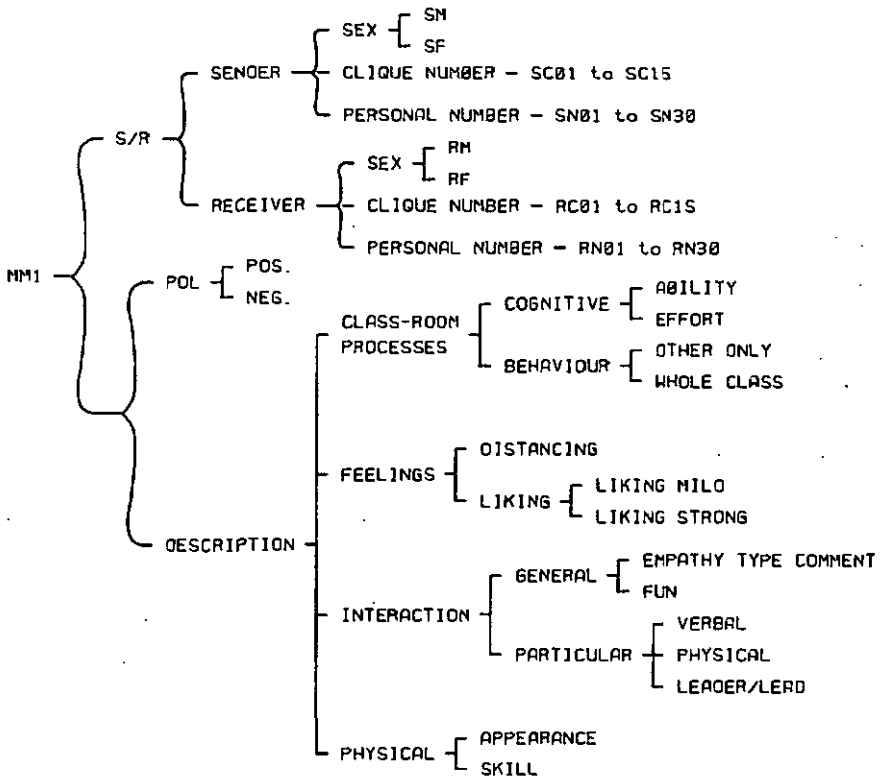 SM
SEX
SF
SENDER
CLIQUE NUMBER - SC01 to SC15
PERSONAL NUMBER - SN01 to SN30
S/R
RM
SEX
RF
RECEIVER
CLIQUE NUMBER - RC01 to RC15
PERSONAL NUMBER - RN01 to RN30
MM1
POL
POS.
NEG.
DESCRIPTION
CLASS-ROOM
PROCESSES
COGNITIVE
ABILITY
EFFORT
BEHAVIOUR
OTHER ONLY
WHOLE CLASS
FEELINGS
DISTANCING
LIKING
LIKING MILD
LIKING STRONG
INTERACTION
GENERAL
EMPATHY TYPE COMMENT
FUN
PARTICULAR
VERBAL
PHYSICAL
LEADER/LERD
PHYSICAL
APPEARANCE
SKILL